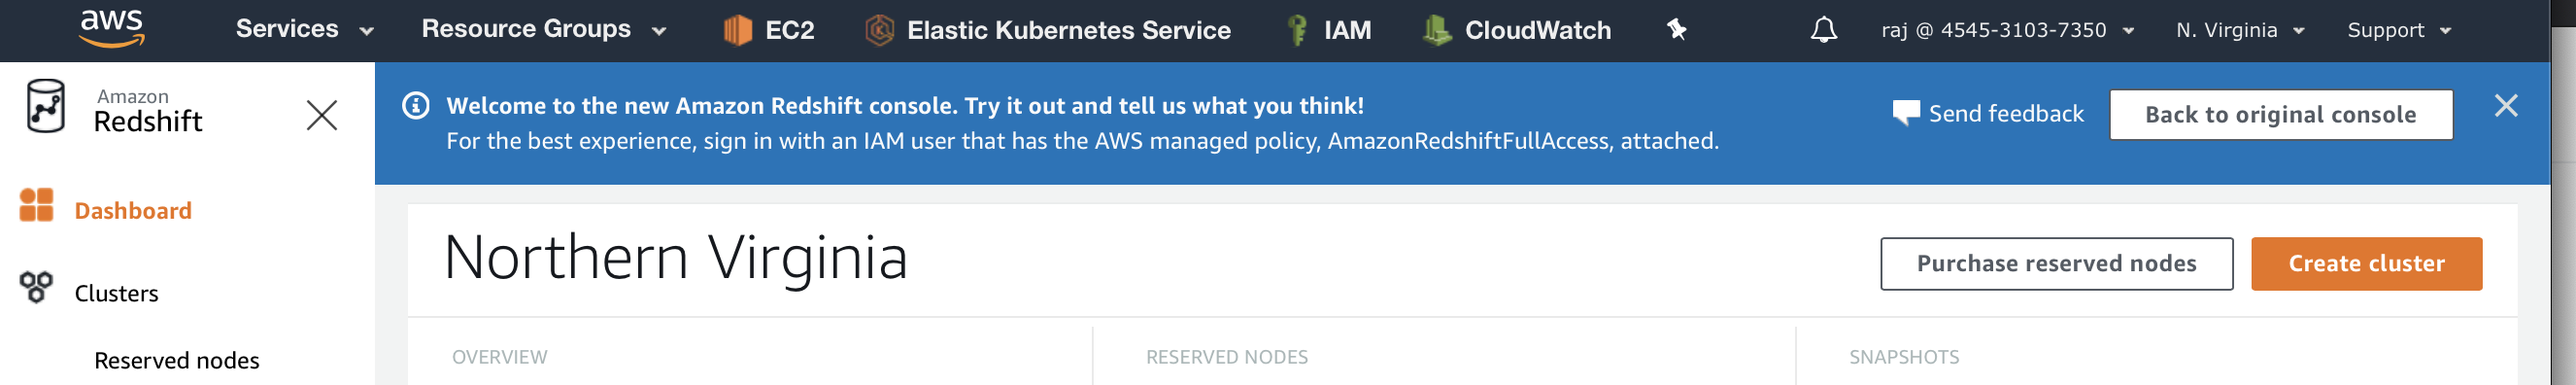 aws
Services
Resource Groups
EC2
Elastic Kubernetes Service
IAM
CloudWatch
raj @ 4545-3103-7350
N. Virginia
Support
Amazon
Redshift
Welcome to the new Amazon Redshift console. Try it out and tell us what you think!
For the best experience, sign in with an IAM user that has the AWS managed policy, AmazonRedshiftFullAccess, attached.
Send feedback
Back to original console
Dashboard
Clusters
Reserved nodes
Northern Virginia
Purchase reserved nodes
Create cluster
OVERVIEW
RESERVED NODES
SNAPSHOTS